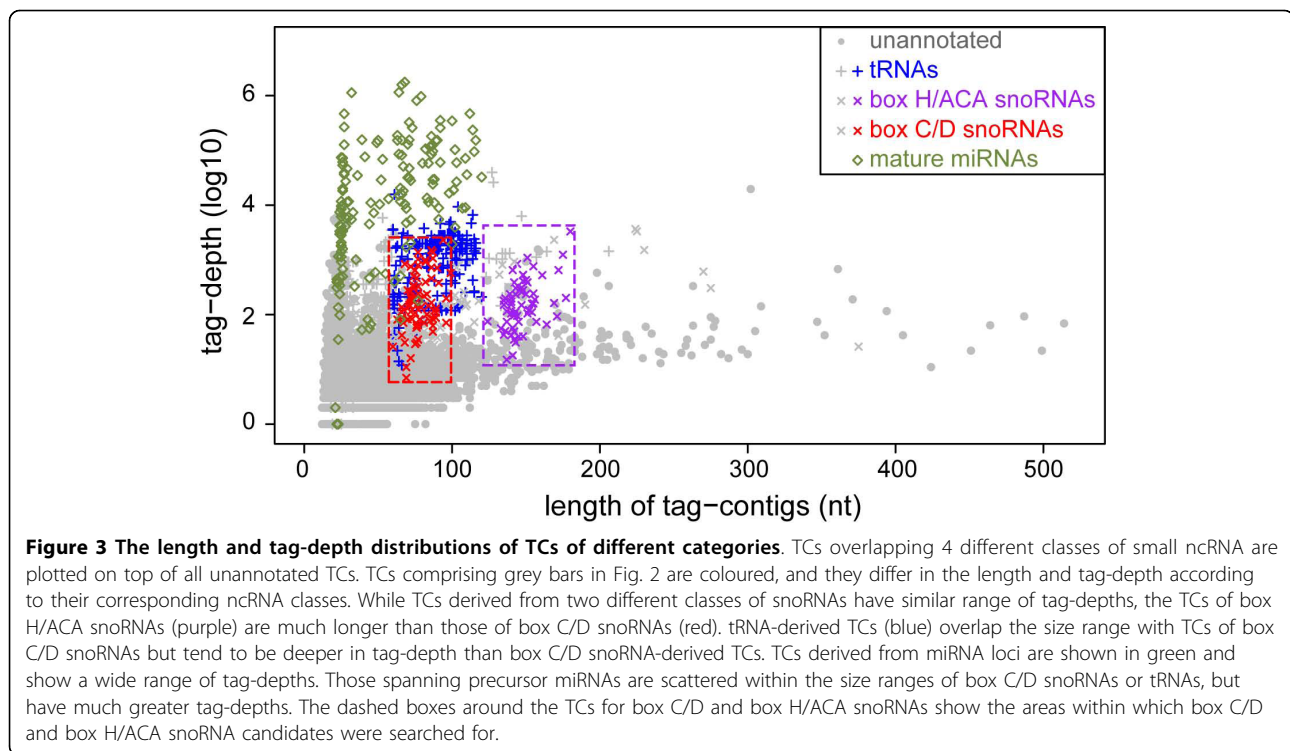 unannotated
tRNAs
box H/ACA snoRNAs
box C/D snoRNAs
mature miRNAs
tag−depth (log10)
6
4
2
0
0 100 200 300 400 500
length of tag−contigs (nt)
Figure 3 The length and tag-depth distributions of TCs of different categories. TCs overlapping 4 different classes of small ncRNA are
plotted on top of all unannotated TCs. TCs comprising grey bars in Fig. 2 are coloured, and they differ in the length and tag-depth according
to their corresponding ncRNA classes. While TCs derived from two different classes of snoRNAs have similar range of tag-depths, the TCs of box
H/ACA snoRNAs (purple) are much longer than those of box C/D snoRNAs (red). tRNA-derived TCs (blue) overlap the size range with TCs of box
C/D snoRNAs but tend to be deeper in tag-depth than box C/D snoRNA-derived TCs. TCs derived from miRNA loci are shown in green and
show a wide range of tag-depths. Those spanning precursor miRNAs are scattered within the size ranges of box C/D snoRNAs or tRNAs, but
have much greater tag-depths. The dashed boxes around the TCs for box C/D and box H/ACA snoRNAs show the areas within which box C/D
and box H/ACA snoRNA candidates were searched for.